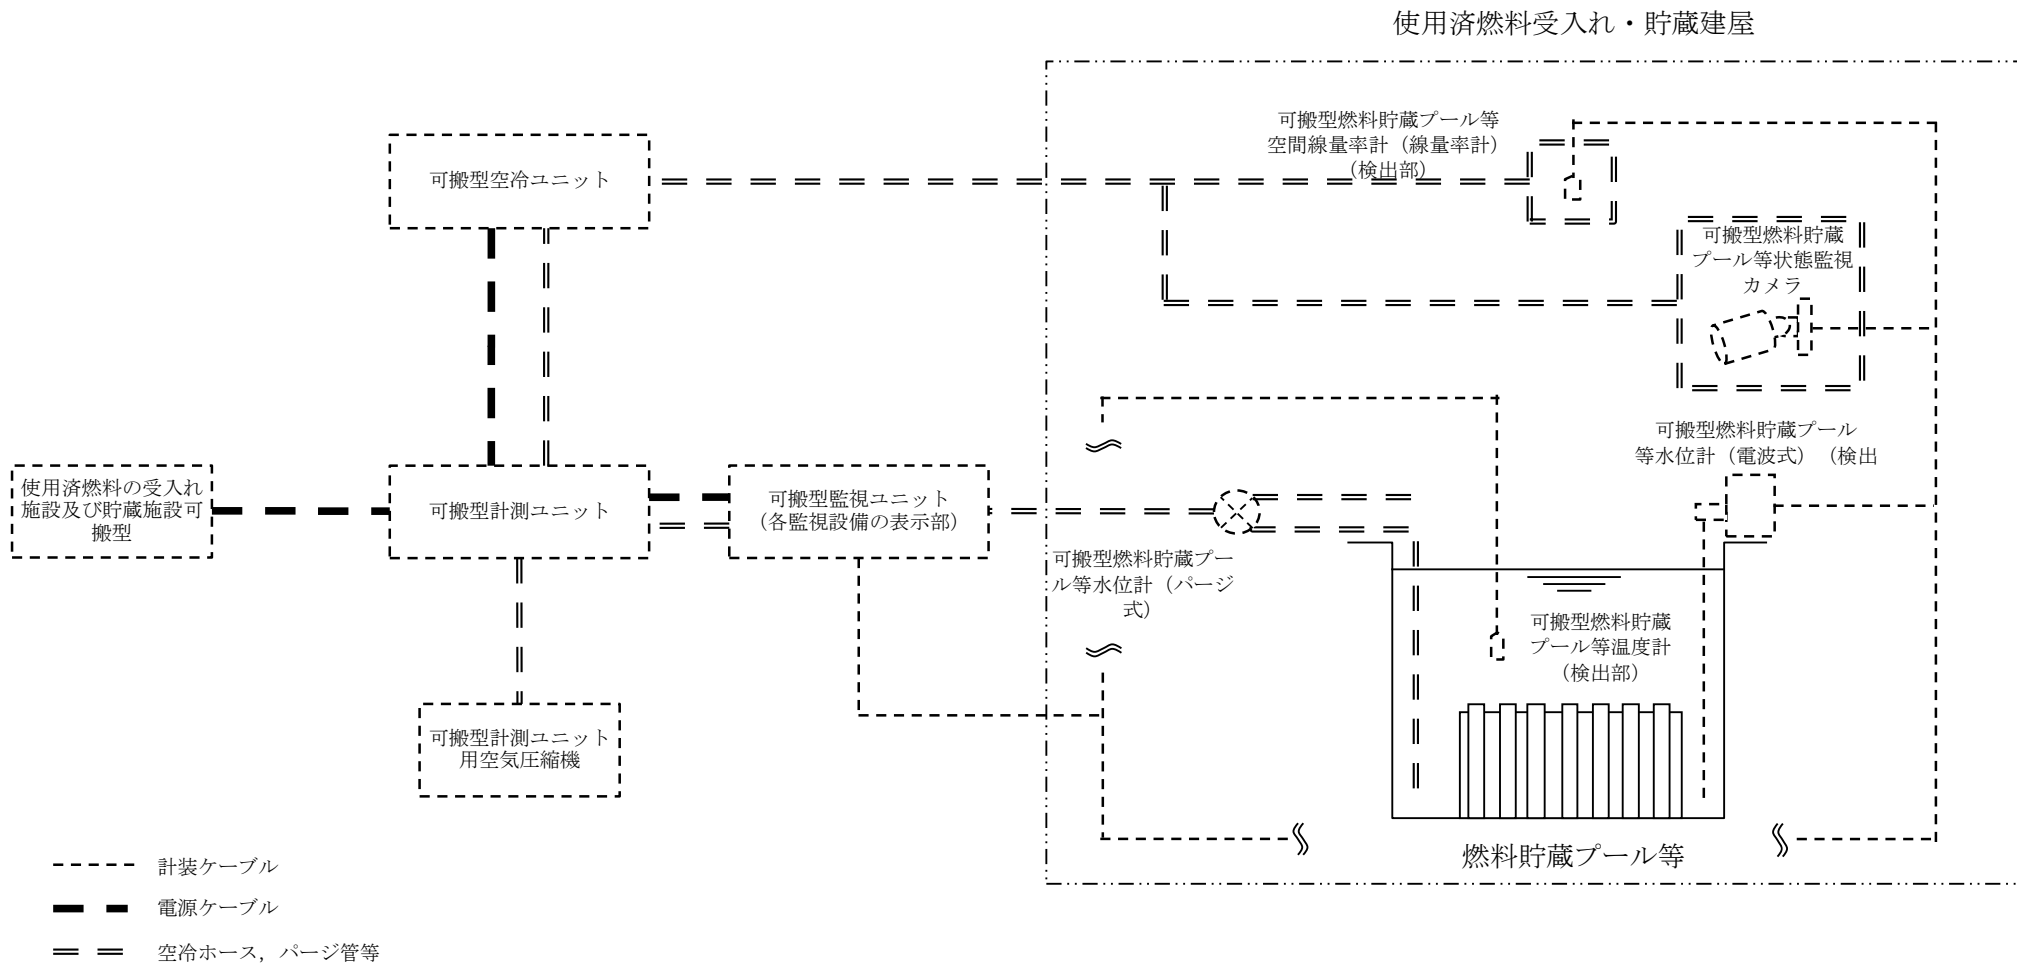 使用済燃料受入れ・貯蔵建屋
可搬型燃料貯蔵プール等
空間線量率計（線量率計）
（検出部）
可搬型空冷ユニット
可搬型燃料貯蔵
プール等状態監視
カメラ
可搬型燃料貯蔵プール
等水位計（電波式）（検出
使用済燃料の受入れ
施設及び貯蔵施設可
搬型
可搬型計測ユニット
可搬型監視ユニット
（各監視設備の表示部）
可搬型燃料貯蔵プー
ル等水位計（パージ
式）
可搬型燃料貯蔵
プール等温度計
（検出部）
可搬型計測ユニット
用空気圧縮機
燃料貯蔵プール等
計装ケーブル
電源ケーブル
空冷ホース，パージ管等